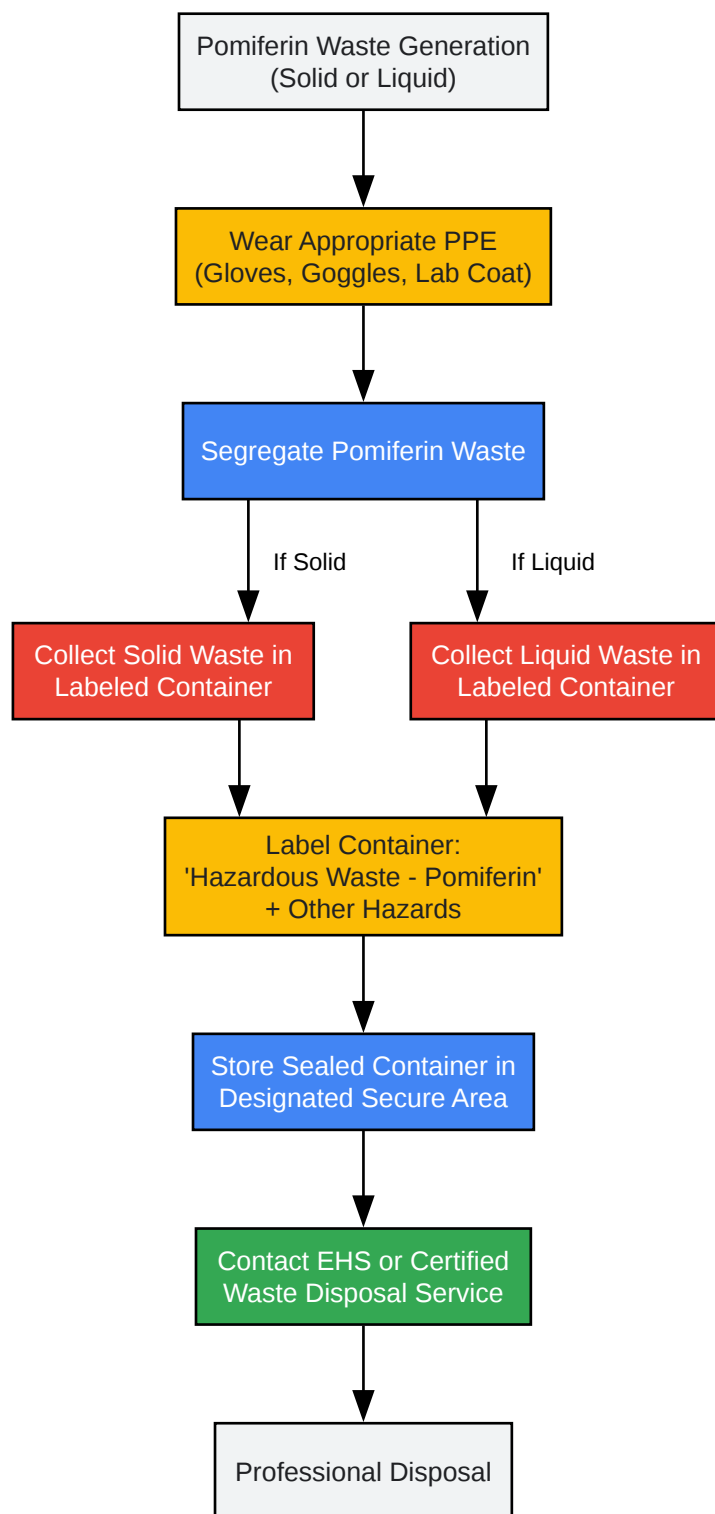 Pomiferin Waste Generation
(Solid or Liquid)
Wear Appropriate PPE
(Gloves, Goggles, Lab Coat)
Segregate Pomiferin Waste
If Solid
If Liquid
Collect Solid Waste in
Labeled Container
Collect Liquid Waste in
Labeled Container
Label Container:
'Hazardous Waste - Pomiferin'
+ Other Hazards
Store Sealed Container in
Designated Secure Area
Contact EHS or Certified
Waste Disposal Service
Professional Disposal